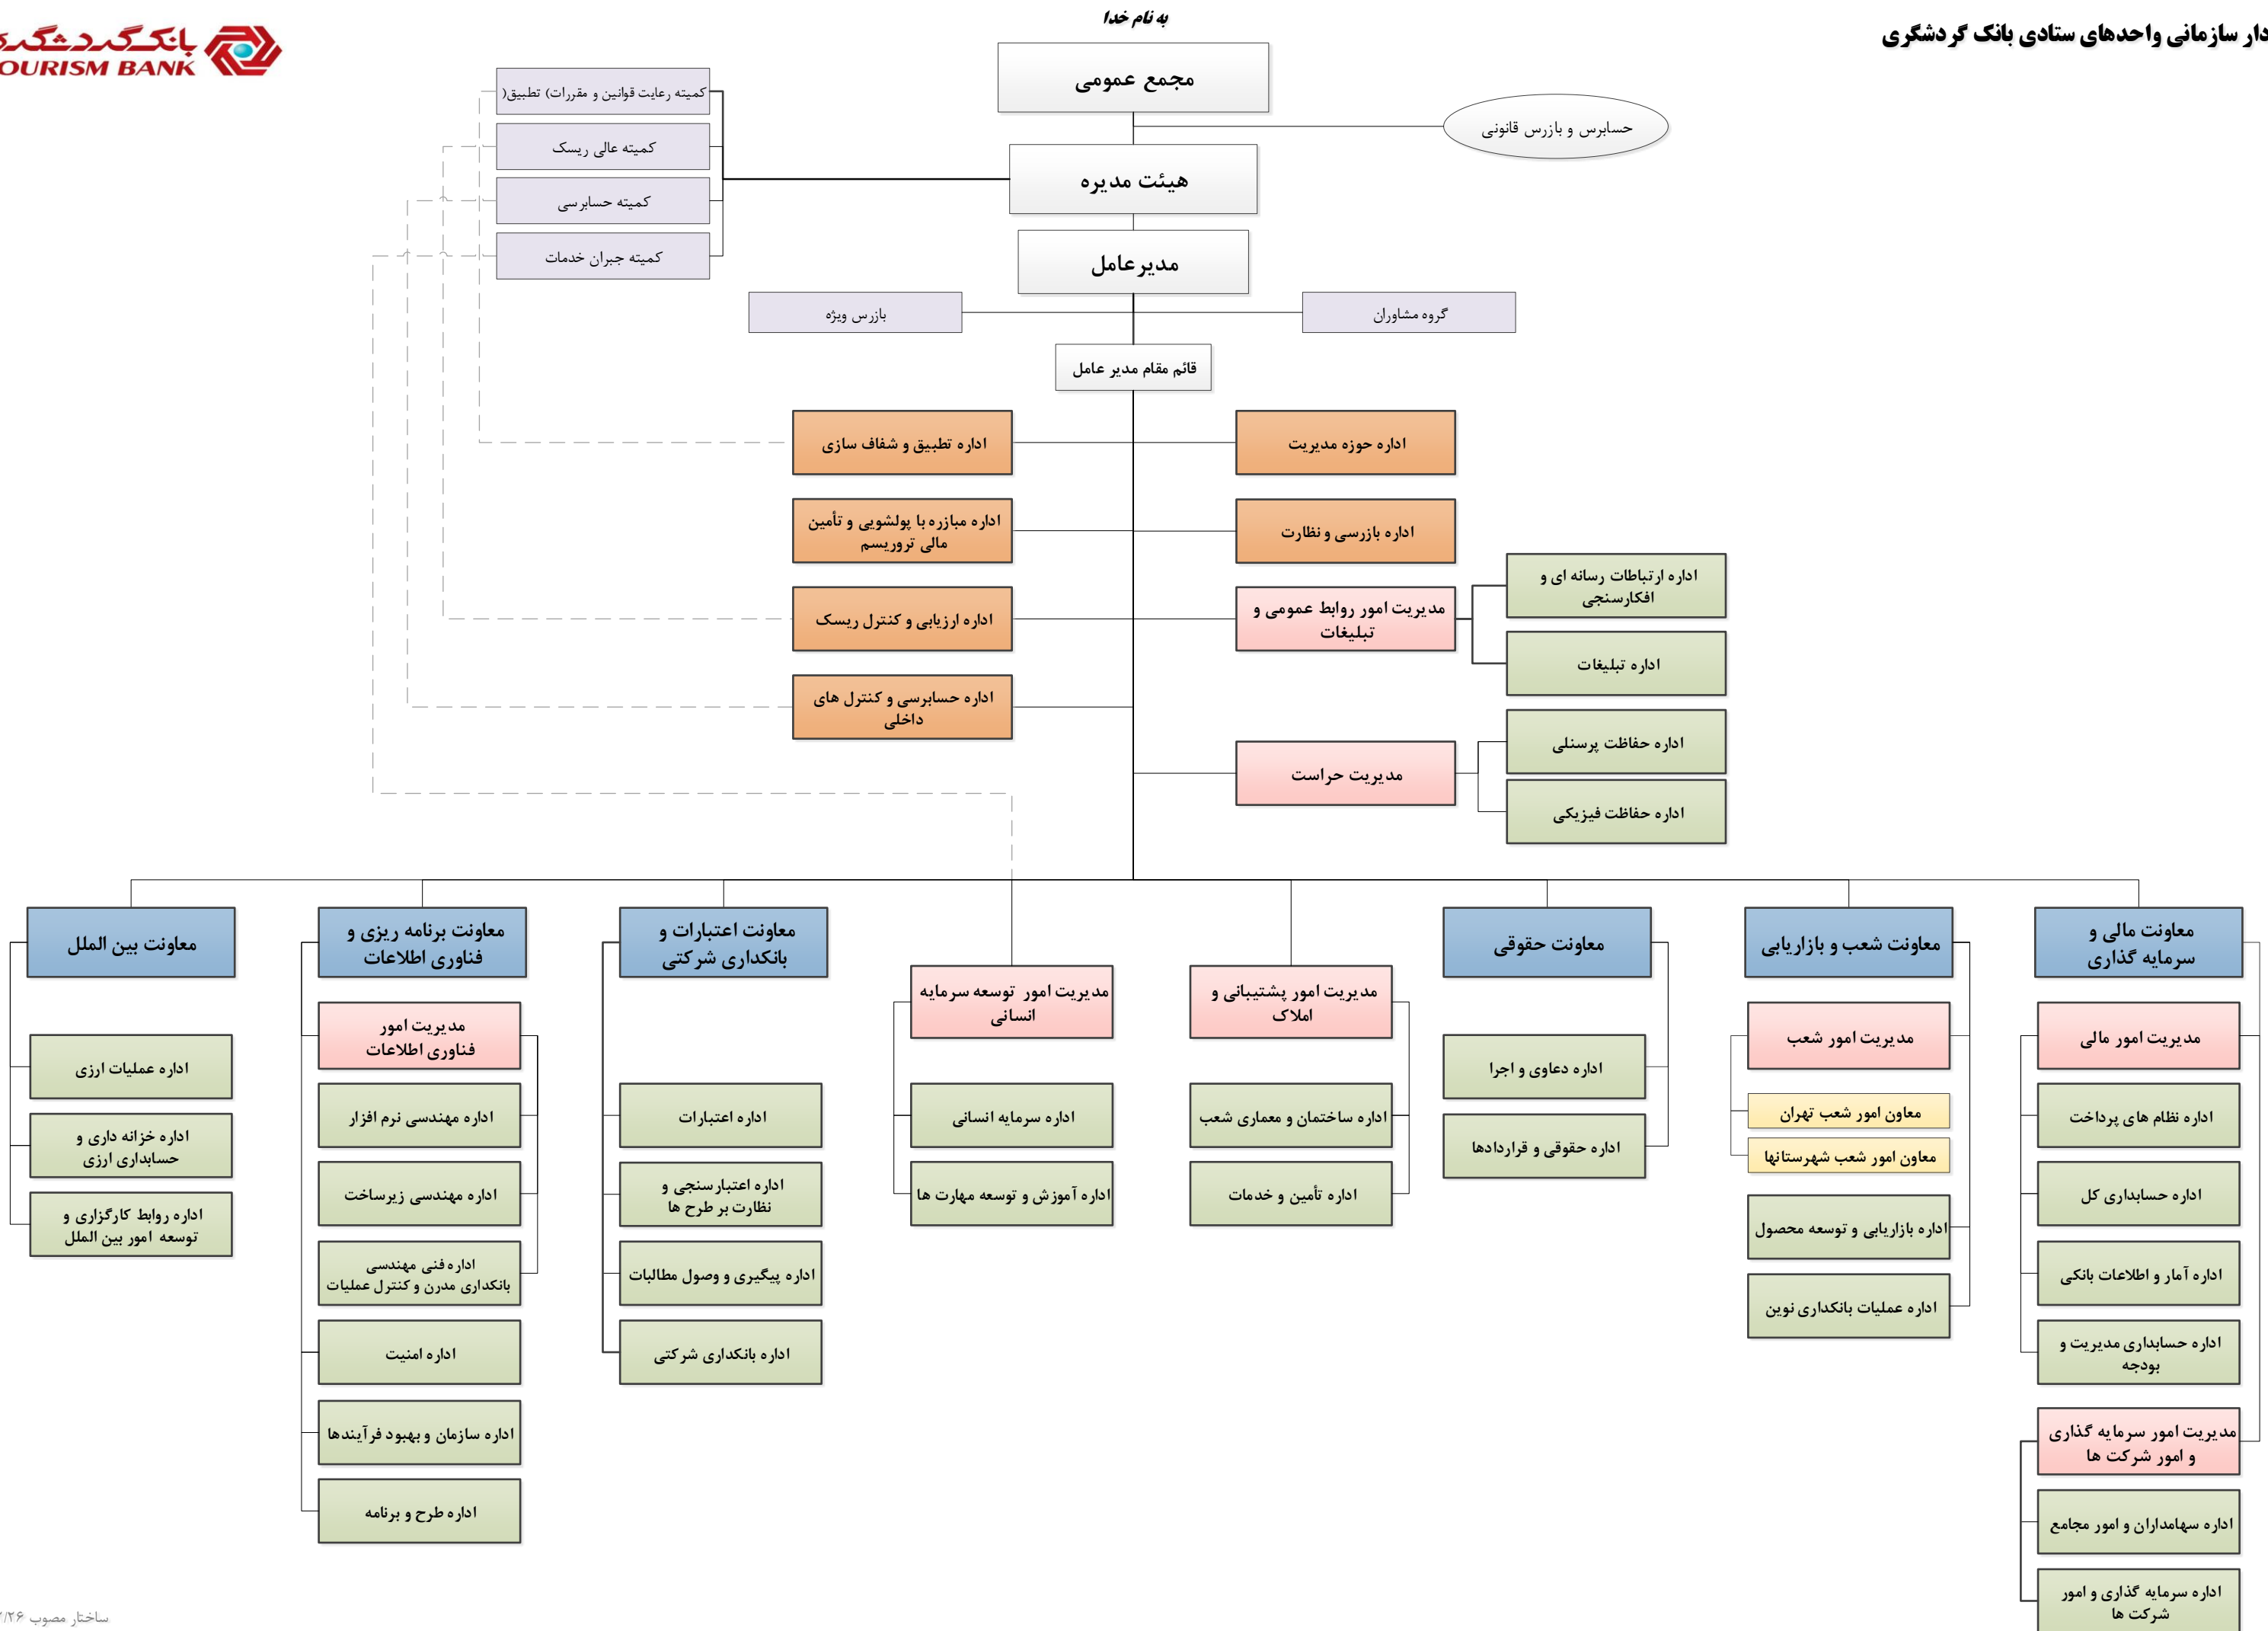 به نام خدا
دار سازمانی واحدهای ستادی بانک گردشگری
بانک گردشگری
OURISM BANK
مجمع عمومی
حسابرس و بازرس قانونی
هیئت مدیره
کمیته رعایت قوانین و مقررات) تطبیق(
کمیته عالی ریسک
کمیته حسابرسی
کمیته جبران خدمات
مدیرعامل
گروه مشاوران
بازرس ویژه
قائم مقام مدیر عامل
اداره حوزه مدیریت
اداره تطبیق و شفاف سازی
اداره بازرسی و نظارت
اداره مبازره با پولشویی و تأمین
مالی تروریسم
مدیریت امور روابط عمومی و
تبلیغات
اداره ارتباطات رسانه ای و
افکارسنجی
اداره تبلیغات
اداره ارزیابی و کنترل ریسک
اداره حسابرسی و کنترل های
داخلی
مدیریت حراست
اداره حفاظت پرسنلی
اداره حفاظت فیزیکی
معاونت مالی و
سرمایه گذاری
مدیریت امور مالی
اداره نظام های پرداخت
اداره حسابداری کل
اداره آمار و اطلاعات بانکی
اداره حسابداری مدیریت و
بودجه
مدیریت امور سرمایه گذاری
و امور شرکت ها
اداره سهامداران و امور مجامع
اداره سرمایه گذاری و امور
شرکت ها
معاونت شعب و بازاریابی
مدیریت امور شعب
معاون امور شعب تهران
معاون امور شعب شهرستانها
اداره بازاریابی و توسعه محصول
اداره عملیات بانکداری نوین
معاونت حقوقی
اداره دعاوی و اجرا
اداره حقوقی و قراردادها
مدیریت امور پشتیبانی و
املاک
اداره ساختمان و معماری شعب
اداره تأمین و خدمات
مدیریت امور توسعه سرمایه
انسانی
اداره سرمایه انسانی
اداره آموزش و توسعه مهارت ها
معاونت اعتبارات و
بانکداری شرکتی
اداره اعتبارات
اداره اعتبارسنجی و
نظارت بر طرح ها
اداره پیگیری و وصول مطالبات
اداره بانکداری شرکتی
معاونت برنامه ریزی و
فناوری اطلاعات
مدیریت امور
فناوری اطلاعات
اداره مهندسی نرم افزار
اداره مهندسی زیرساخت
اداره فنی مهندسی
بانکداری مدرن و کنترل عملیات
اداره امنیت
اداره سازمان و بهبود فرآیندها
اداره طرح و برنامه
معاونت بین الملل
اداره عملیات ارزی
اداره خزانه داری و
حسابداری ارزی
اداره روابط کارگزاری و
توسعه امور بین الملل
ساختار مصوب /۲۶